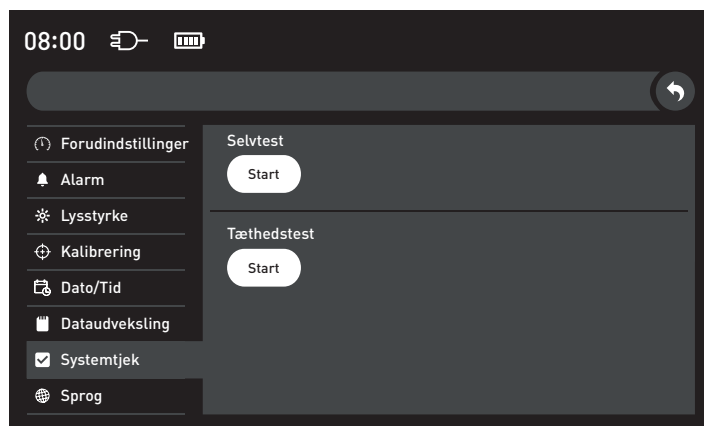 08:00
Forudindstillinger
Alarm
Lysstyrke
Kalibrering
Dato/Tid
Dataudveksling
Systemtjek
Sprog
Selvtest
Start
Tæthedstest
Start